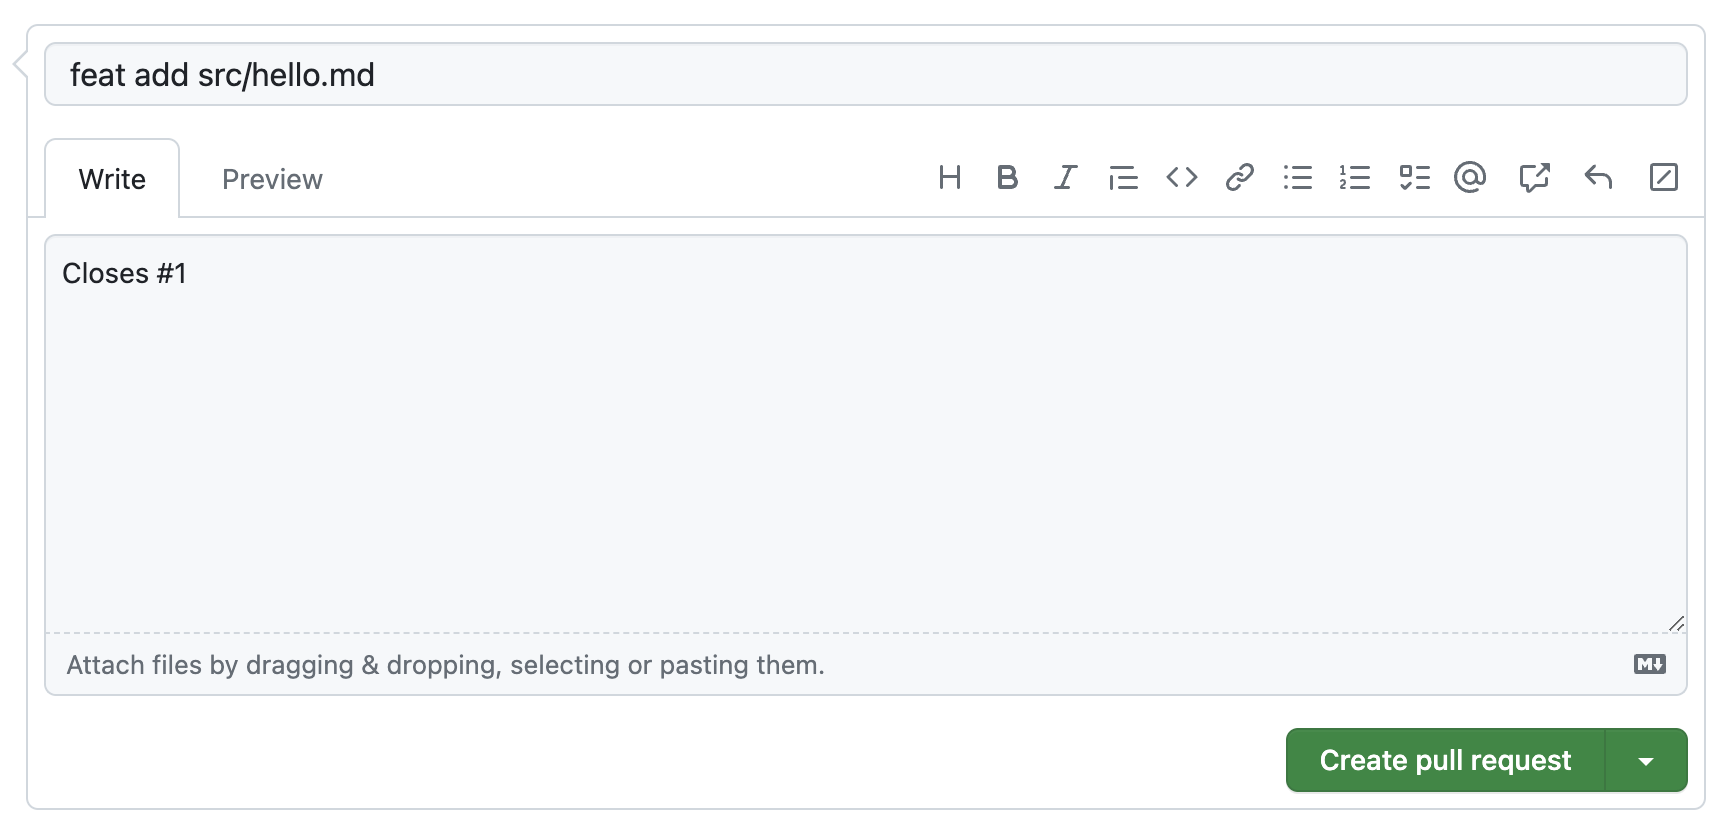 feat add src/hello.md
Write Preview
Closes #1
Attach files by dragging & dropping, selecting or pasting them.
Create pull request